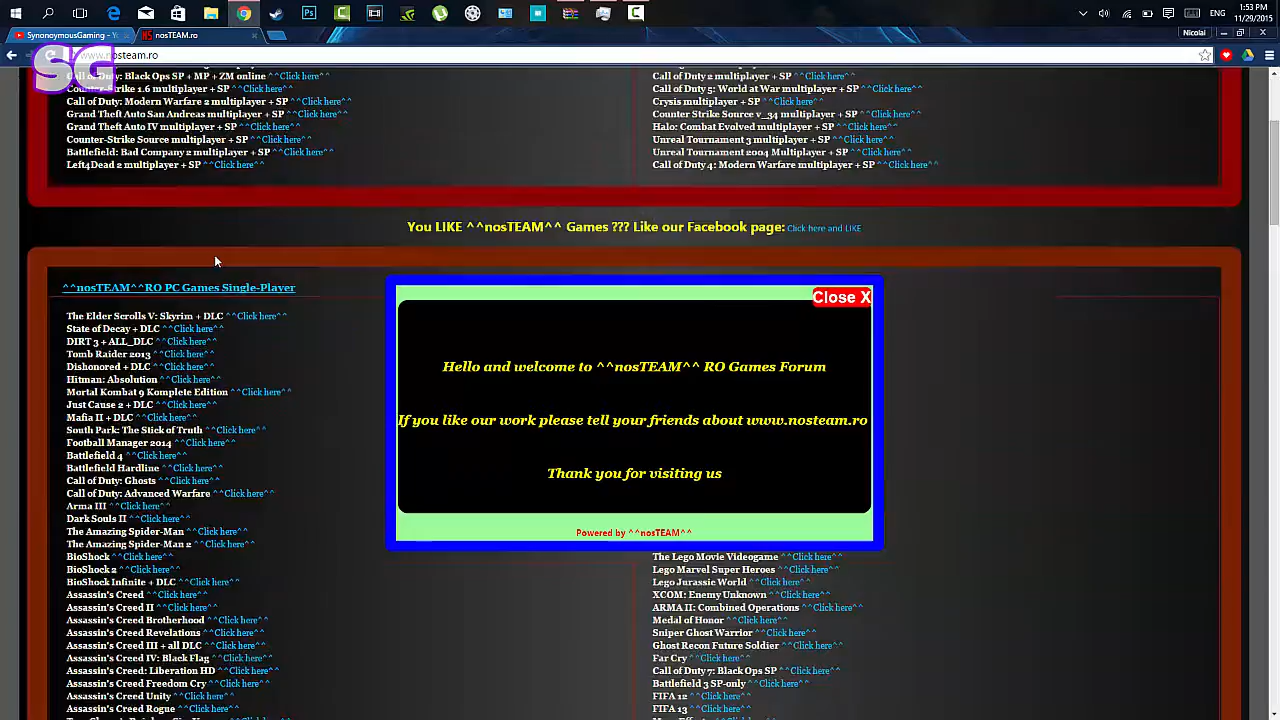 ENG
1:53 PM
11/29/2015
SynonoymousGaming - Y
nosTEAM.ro
Nicolai
www.nosteam.ro
SC
Call of Duty: Black Ops SP + MP + ZM online ^^Click here^^
Counter-Strike 1.6 multiplayer + SP ^^Click here^^
Call of Duty: Modern Warfare 2 multiplayer + SP ^^Click here^^
Grand Theft Auto San Andreas multiplayer + SP ^^Click here^^
Grand Theft Auto IV multiplayer + SP ^^Click here^^
Counter-Strike Source multiplayer + SP ^^Click here^^
Battlefield: Bad Company 2 multiplayer + SP ^^Click here^^
Left4Dead 2 multiplayer + SP ^^Click here^^
Call of Duty 2 multiplayer + SP ^^Click here^^
Call of Duty 5: World at War multiplayer + SP ^^Click here^^
Crysis multiplayer + SP ^^Click here^^
Counter Strike Source v_34 multiplayer + SP ^^Click here^^
Halo: Combat Evolved multiplayer + SP ^^Click here^^
Unreal Tournament 3 multiplayer + SP ^^Click here^^
Unreal Tournament 2004 Multiplayer + SP ^^Click here^^
Call of Duty 4: Modern Warfare multiplayer + SP ^^Click here^^
You LIKE ^^nosTEAM^^ Games ??? Like our Facebook page: Click here and LIKE
^^nosTEAM^^RO PC Games Single-Player
The Elder Scrolls V: Skyrim + DLC ^^Click here^^
State of Decay + DLC ^^Click here^^
DIRT 3 + ALL_DLC ^^Click here^^
Tomb Raider 2013 ^^Click here^^
Dishonored + DLC ^^Click here^^
Hitman: Absolution ^^Click here^^
Mortal Kombat 9 Komplete Edition ^^Click here^^
Just Cause 2 + DLC ^^Click here^^
Mafia II + DLC ^^Click here^^
South Park: The Stick of Truth ^^Click here^^
Football Manager 2014 ^^Click here^^
Battlefield 4 ^^Click here^^
Battlefield Hardline ^^Click here^^
Call of Duty: Ghosts ^^Click here^^
Call of Duty: Advanced Warfare ^^Click here^^
Arma III ^^Click here^^
Dark Souls II ^^Click here^^
The Amazing Spider-Man ^^Click here^^
The Amazing Spider-Man 2 ^^Click here^^
BioShock ^^Click here^^
BioShock 2 ^^Click here^^
BioShock Infinite + DLC ^^Click here^^
Assassin's Creed ^^Click here^^
Assassin's Creed II ^^Click here^^
Assassin's Creed Brotherhood ^^Click here^^
Assassin's Creed Revelations ^^Click here^^
Assassin's Creed III + all DLC ^^Click here^^
Assassin's Creed IV: Black Flag ^^Click here^^
Assassin's Creed: Liberation HD ^^Click here^^
Assassin's Creed Freedom Cry ^^Click here^^
Assassin's Creed Unity ^^Click here^^
Assassin's Creed Rogue ^^Click here^^
Close X
Hello and welcome to ^^nosTEAM^^ RO Games Forum
If you like our work please tell your friends about www.nosteam.ro
Thank you for visiting us
Powered by ^^nosTEAM^^
The Lego Movie Videogame ^^Click here^^
Lego Marvel Super Heroes ^^Click here^^
Lego Jurassic World ^^Click here^^
XCOM: Enemy Unknown ^^Click here^^
ARMA II: Combined Operations ^^Click here^^
Medal of Honor ^^Click here^^
Sniper Ghost Warrior ^^Click here^^
Ghost Recon Future Soldier ^^Click here^^
Far Cry ^^Click here^^
Call of Duty 7: Black Ops SP ^^Click here^^
Battlefield 3 SP-only ^^Click here^^
FIFA 12 ^^Click here^^
FIFA 13 ^^Click here^^